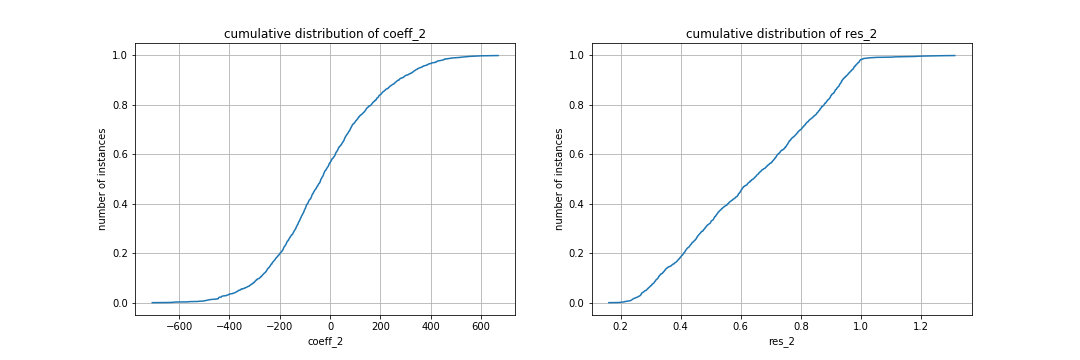 cumulative distribution of coeff_2
number of instances
1.0
0.8
0.6
0.4
0.2
0.0
−600 −400 −200 0 200 400 600
coeff_2
cumulative distribution of res_2
number of instances
1.0
0.8
0.6
0.4
0.2
0.0
0.2 0.4 0.6 0.8 1.0 1.2
res_2